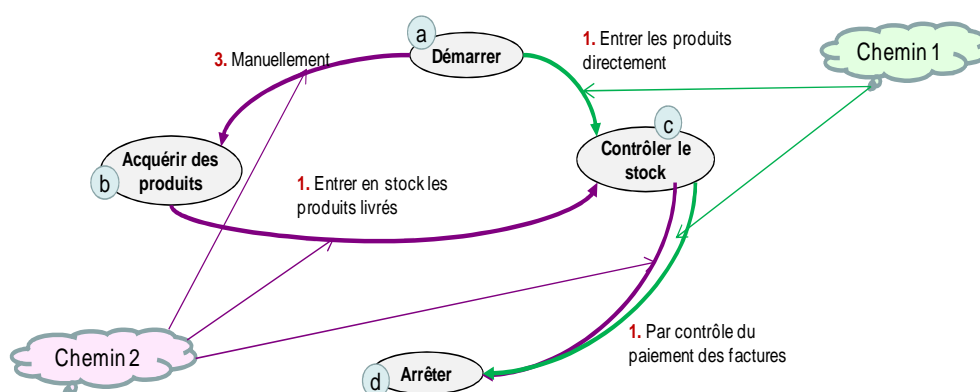 a
Démarrer
3. Manuellement
1. Entrer les produits
directement
Chemin 1
c
Contrôler le
stock
Acquérir des
produits
b
1. Entrer en stock les
produits livrés
1. Par contrôle du
paiement des factures
Chemin 2
d
Arrêter